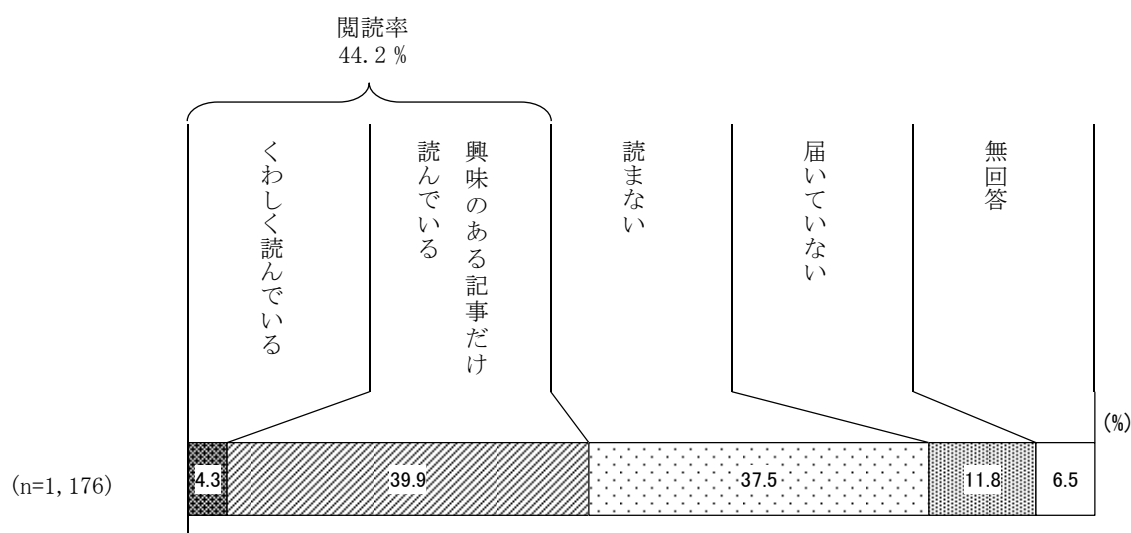 閲読率
44.2％
くわしく読んでいる
興味のある記事だけ
読んでいる
読まない
届いていない
無回答
(%)
(n=1,176)
4.3
39.9
37.5
11.8
6.5